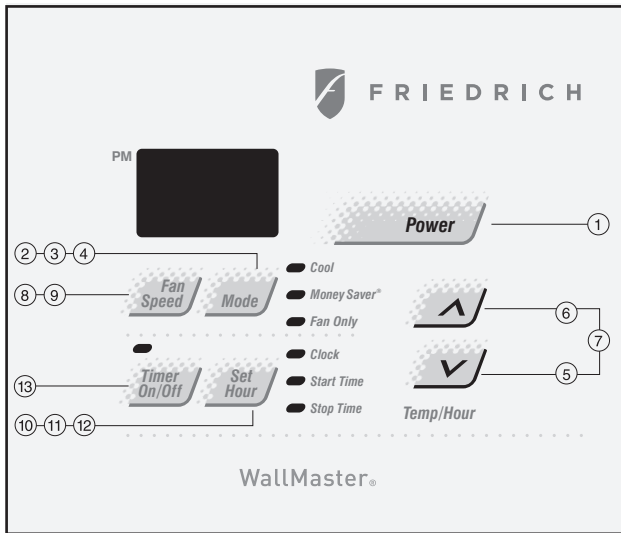 FRIEDRICH
PM
Power
1
2 3 4
Cool
Fan Speed
Mode
Money Saver®
8 9
Fan Only
6
7
Clock
Timer On/Off
Set Hour
Start Time
5
13
Stop Time
Temp/Hour
10 11 12
WallMaster®